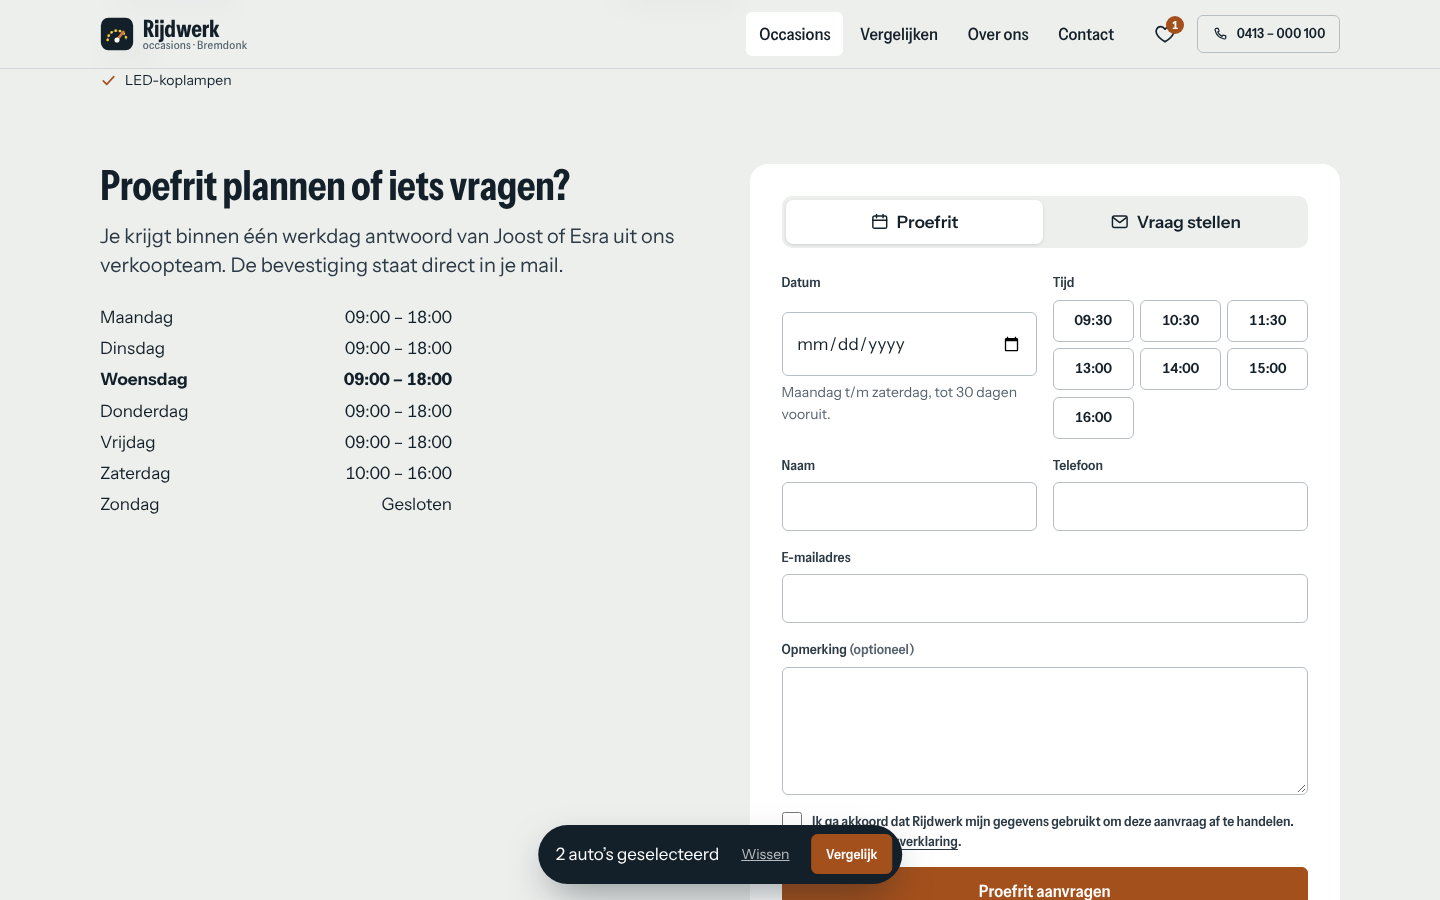 Rijdwerk
occasions · Bremdonk
Occasions
Vergelijken
Over ons
Contact
1
0413 – 000 100
LED-koplampen
Proefrit plannen of iets vragen?
Je krijgt binnen één werkdag antwoord van Joost of Esra uit ons
verkoopteam. De bevestiging staat direct in je mail.
Maandag 09:00 – 18:00
Dinsdag 09:00 – 18:00
Woensdag 09:00 – 18:00
Donderdag 09:00 – 18:00
Vrijdag 09:00 – 18:00
Zaterdag 10:00 – 16:00
Zondag Gesloten
Proefrit
Vraag stellen
Datum
mm/dd/yyyy
Maandag t/m zaterdag, tot 30 dagen
vooruit.
Tijd
09:30 10:30 11:30
13:00 14:00 15:00
16:00
Naam
Telefoon
E-mailadres
Opmerking (optioneel)
Ik ga akkoord dat Rijdwerk mijn gegevens gebruikt om deze aanvraag af te handelen.
verklaring.
Proefrit aanvragen
2 auto's geselecteerd
Wissen
Vergelijk